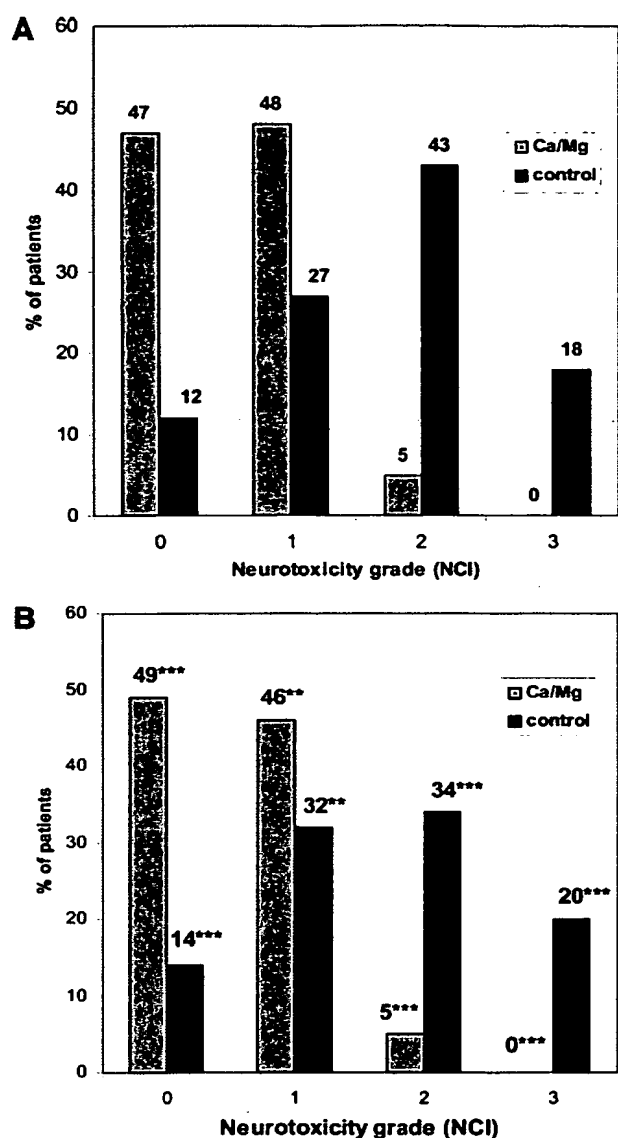 A
60
50
40
30
20
10
0
% of patients
47
12
48
27
5
43
0
18
Ca/Mg
control
0 1 2 3
Neurotoxicity grade (NCI)
B
60
50
40
30
20
10
0
% of patients
49***
14***
46**
32**
5***
34***
0***
20***
Ca/Mg
control
0 1 2 3
Neurotoxicity grade (NCI)